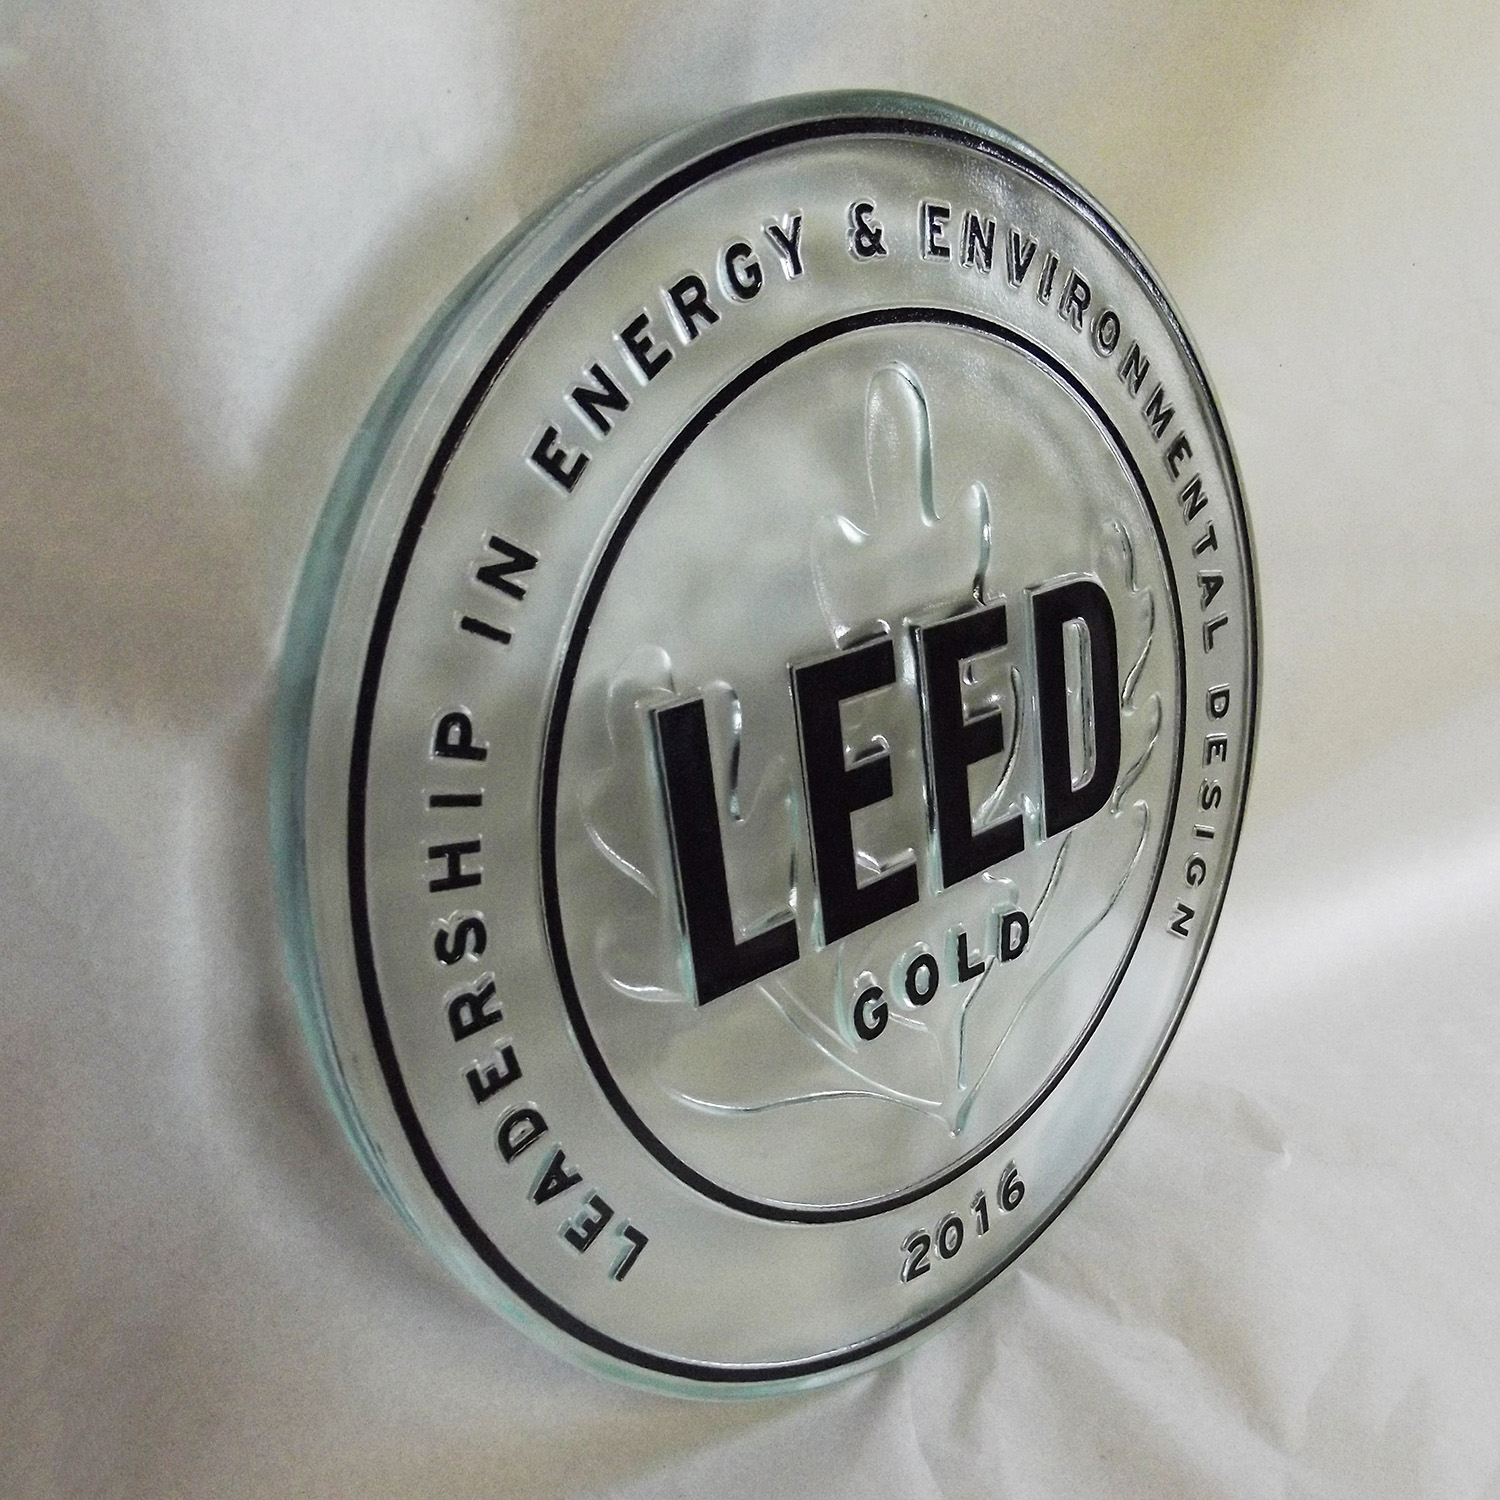 LEADERSHIP IN ENERGY & ENVIRONMENTAL DESIGN
LEED
GOLD
2016